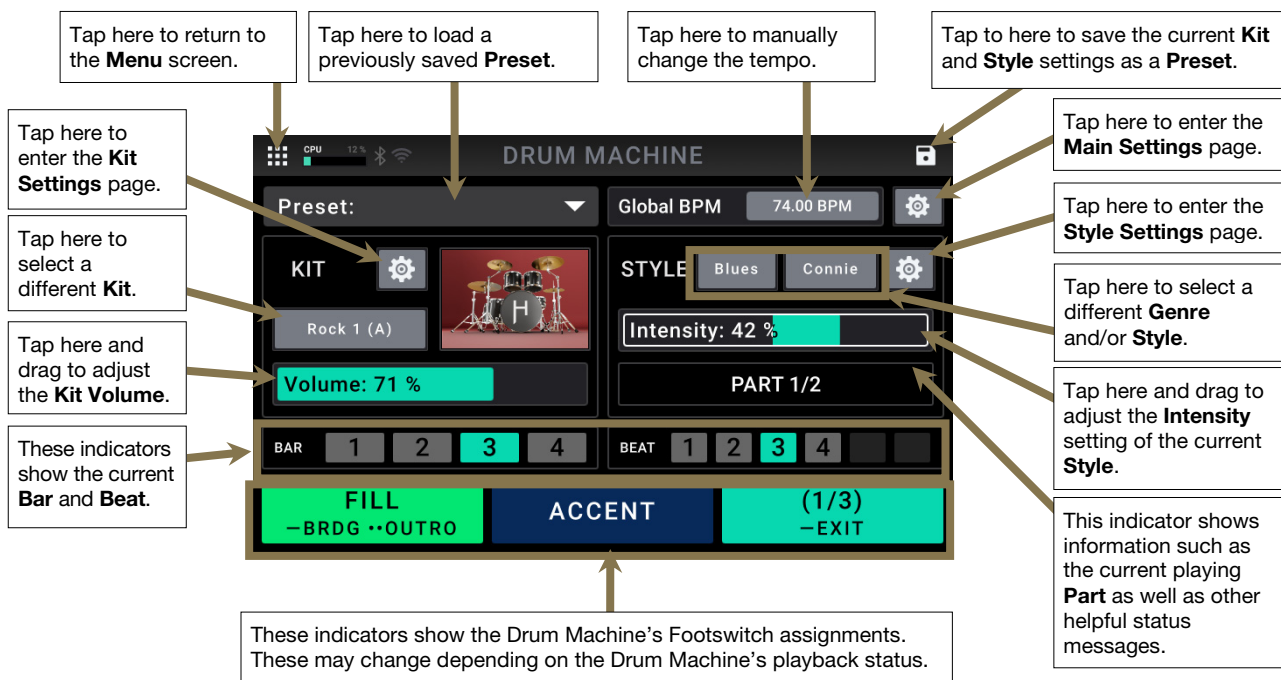 Tap here to return to
the Menu screen.
Tap here to load a
previously saved Preset.
Tap here to manually
change the tempo.
Tap to here to save the current Kit
and Style settings as a Preset.
Tap here to
enter the Kit
Settings page.
Tap here to
select a
different Kit.
Tap here and
drag to adjust
the Kit Volume.
These indicators
show the current
Bar and Beat.
CPU 12%
DRUM MACHINE
Preset:
Global BPM 74.00 BPM
KIT
H
Rock 1 (A)
Volume: 71 %
STYLE Blues Connie
Intensity: 42 %
PART 1/2
BAR 1 2 3 4
BEAT 1 2 3 4
FILL
—BRDG ••OUTRO
ACCENT
(1/3)
—EXIT
Tap here to enter the
Main Settings page.
Tap here to enter the
Style Settings page.
Tap here to select a
different Genre
and/or Style.
Tap here and drag to
adjust the Intensity
setting of the current
Style.
This indicator shows
information such as
the current playing
Part as well as other
helpful status
messages.
These indicators show the Drum Machine's Footswitch assignments.
These may change depending on the Drum Machine's playback status.